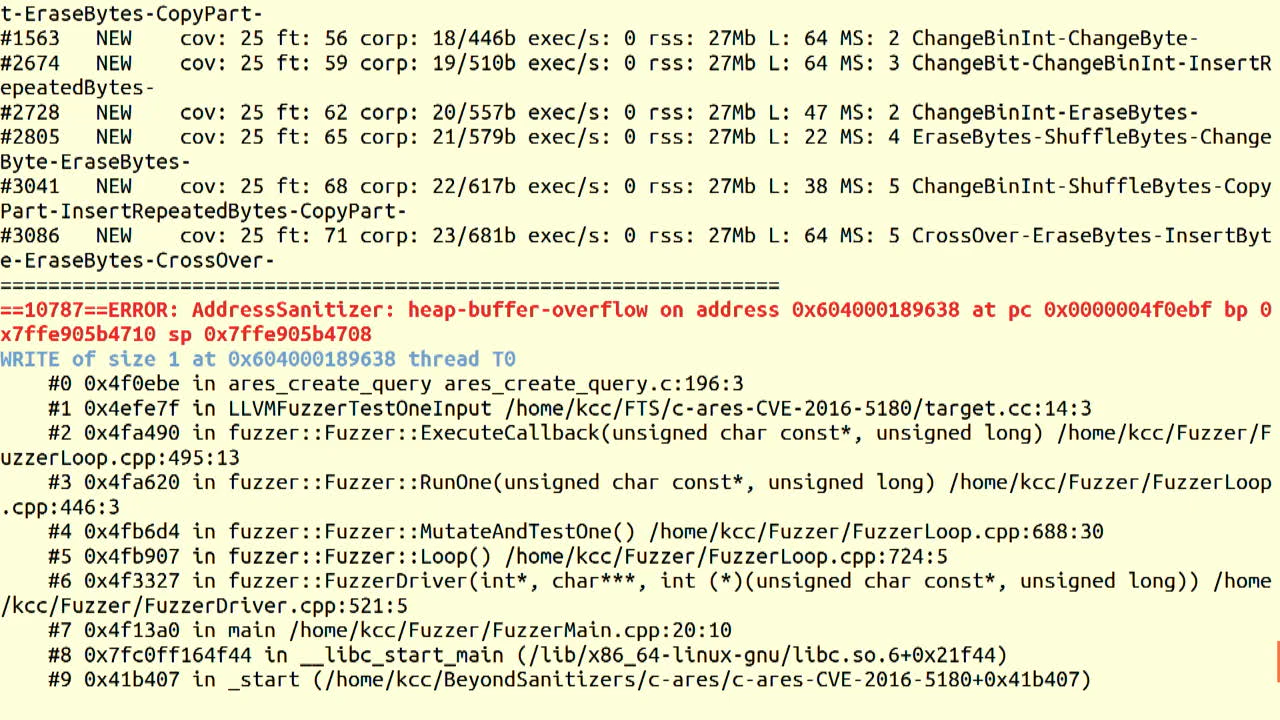 t-EraseBytes-CopyPart-
#1563   NEW    cov: 25 ft: 56 corp: 18/446b exec/s: 0 rss: 27Mb L: 64 MS: 2 ChangeBinInt-ChangeByte-
#2674   NEW    cov: 25 ft: 59 corp: 19/510b exec/s: 0 rss: 27Mb L: 64 MS: 3 ChangeBit-ChangeBinInt-InsertR
epeatedBytes-
#2728   NEW    cov: 25 ft: 62 corp: 20/557b exec/s: 0 rss: 27Mb L: 47 MS: 2 ChangeBinInt-EraseBytes-
#2805   NEW    cov: 25 ft: 65 corp: 21/579b exec/s: 0 rss: 27Mb L: 22 MS: 4 EraseBytes-ShuffleBytes-Change
Byte-EraseBytes-
#3041   NEW    cov: 25 ft: 68 corp: 22/617b exec/s: 0 rss: 27Mb L: 38 MS: 5 ChangeBinInt-ShuffleBytes-Copy
Part-InsertRepeatedBytes-CopyPart-
#3086   NEW    cov: 25 ft: 71 corp: 23/681b exec/s: 0 rss: 27Mb L: 64 MS: 5 CrossOver-EraseBytes-InsertByt
e-EraseBytes-CrossOver-
=================================================================
==10787==ERROR: AddressSanitizer: heap-buffer-overflow on address 0x604000189638 at pc 0x0000004f0ebf bp 0
x7ffe905b4710 sp 0x7ffe905b4708
WRITE of size 1 at 0x604000189638 thread T0
    #0 0x4f0ebe in ares_create_query ares_create_query.c:196:3
    #1 0x4efe7f in LLVMFuzzerTestOneInput /home/kcc/FTS/c-ares-CVE-2016-5180/target.cc:14:3
    #2 0x4fa490 in fuzzer::Fuzzer::ExecuteCallback(unsigned char const*, unsigned long) /home/kcc/Fuzzer/F
uzzerLoop.cpp:495:13
    #3 0x4fa620 in fuzzer::Fuzzer::RunOne(unsigned char const*, unsigned long) /home/kcc/Fuzzer/FuzzerLoop
.cpp:446:3
    #4 0x4fb6d4 in fuzzer::Fuzzer::MutateAndTestOne() /home/kcc/Fuzzer/FuzzerLoop.cpp:688:30
    #5 0x4fb907 in fuzzer::Fuzzer::Loop() /home/kcc/Fuzzer/FuzzerLoop.cpp:724:5
    #6 0x4f3327 in fuzzer::FuzzerDriver(int*, char***, int (*)(unsigned char const*, unsigned long)) /home
/kcc/Fuzzer/FuzzerDriver.cpp:521:5
    #7 0x4f13a0 in main /home/kcc/Fuzzer/FuzzerMain.cpp:20:10
    #8 0x7fc0ff164f44 in __libc_start_main (/lib/x86_64-linux-gnu/libc.so.6+0x21f44)
    #9 0x41b407 in _start (/home/kcc/BeyondSanitizers/c-ares/c-ares-CVE-2016-5180+0x41b407)